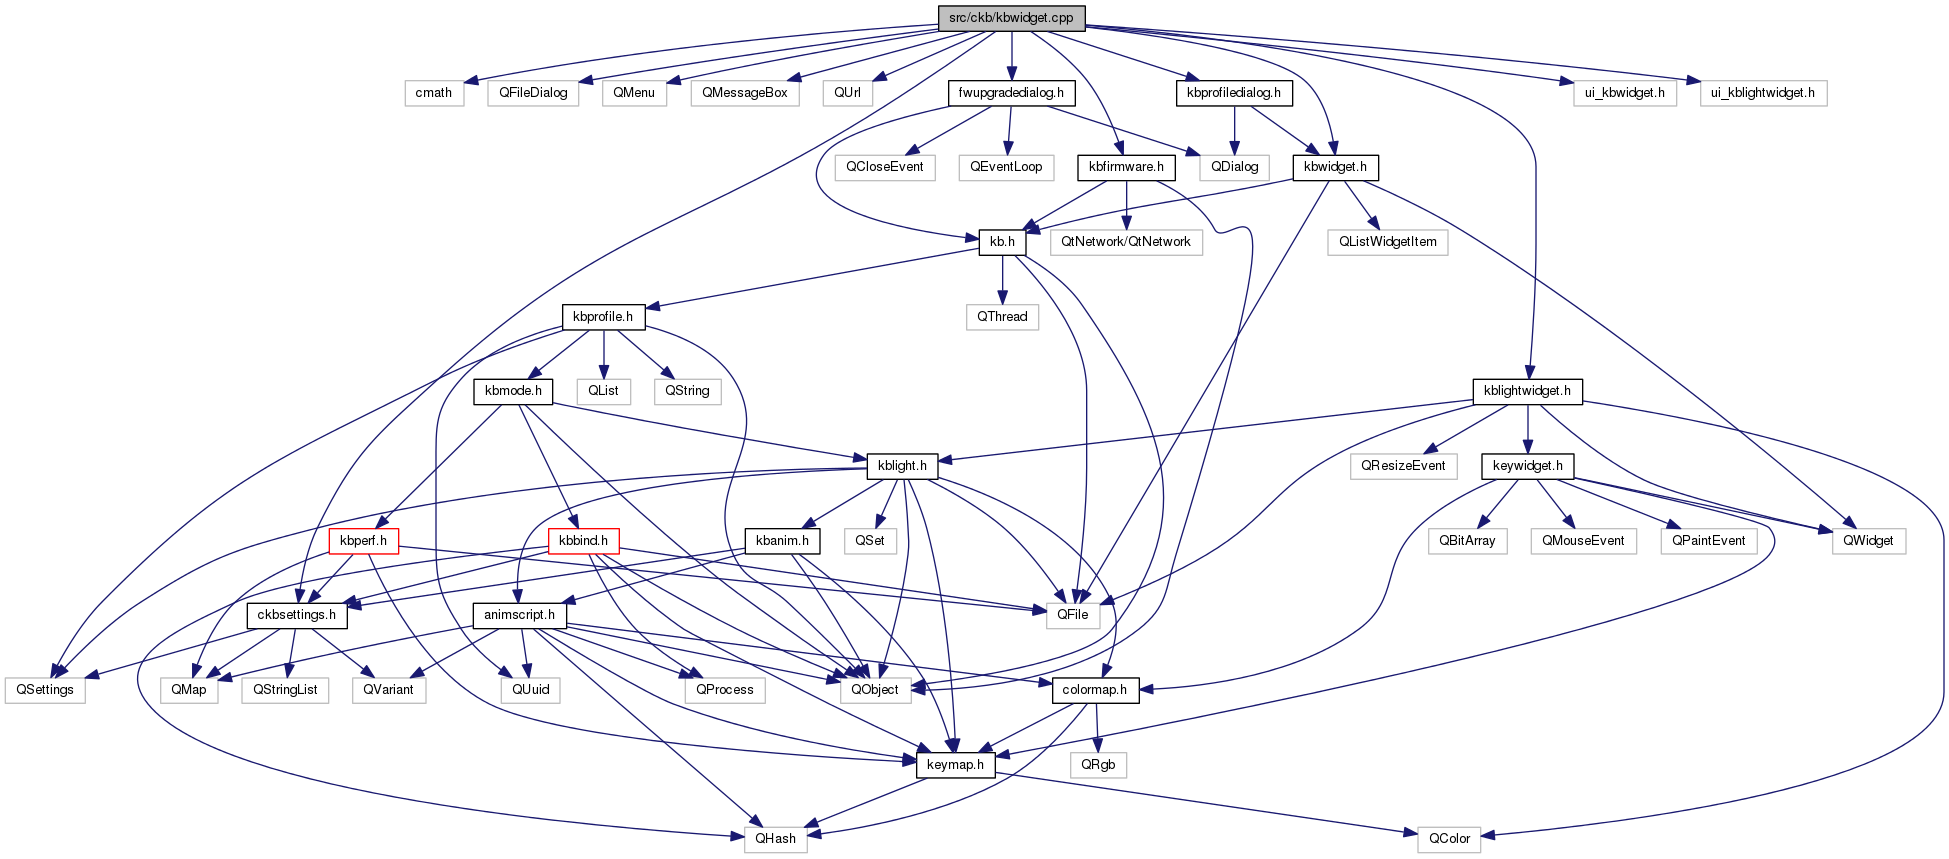 src/ckb/kbwidget.cpp
cmath
QFileDialog
QMenu
QMessageBox
QUrl
fwupgradedialog.h
kbprofiledialog.h
ui_kbwidget.h
ui_kblightwidget.h
QCloseEvent
QEventLoop
kbfirmware.h
QDialog
kbwidget.h
kb.h
QtNetwork/QtNetwork
QListWidgetItem
kbprofile.h
QThread
kbmode.h
QList
QString
kblightwidget.h
kblight.h
QResizeEvent
keywidget.h
kbperf.h
kbbind.h
kbanim.h
QSet
QBitArray
QMouseEvent
QPaintEvent
QWidget
ckbsettings.h
animscript.h
QFile
QSettings
QMap
QStringList
QVariant
QUuid
QProcess
QObject
colormap.h
keymap.h
QRgb
QHash
QColor